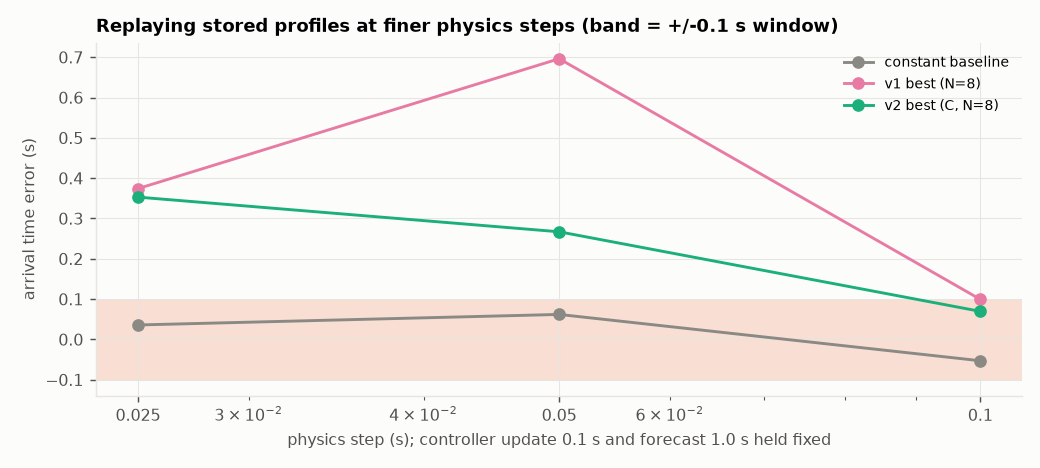 Replaying stored profiles at finer physics steps (band = +/-0.1 s window)
constant baseline
v1 best (N=8)
v2 best (C, N=8)
arrival time error (s)
0.7
0.6
0.5
0.4
0.3
0.2
0.1
0.0
−0.1
0.025
3 × 10⁻²
4 × 10⁻²
0.05
6 × 10⁻²
0.1
physics step (s); controller update 0.1 s and forecast 1.0 s held fixed